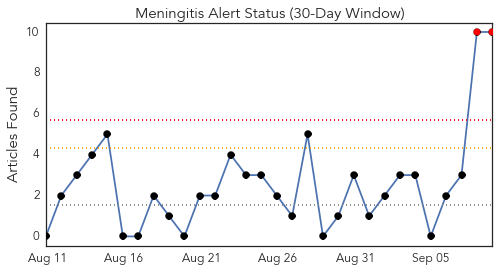 Meningitis Alert Status (30-Day Window)
Articles Found
10
8
6
4
2
0
Aug 11 Aug 16 Aug 21 Aug 26 Aug 31 Sep 05